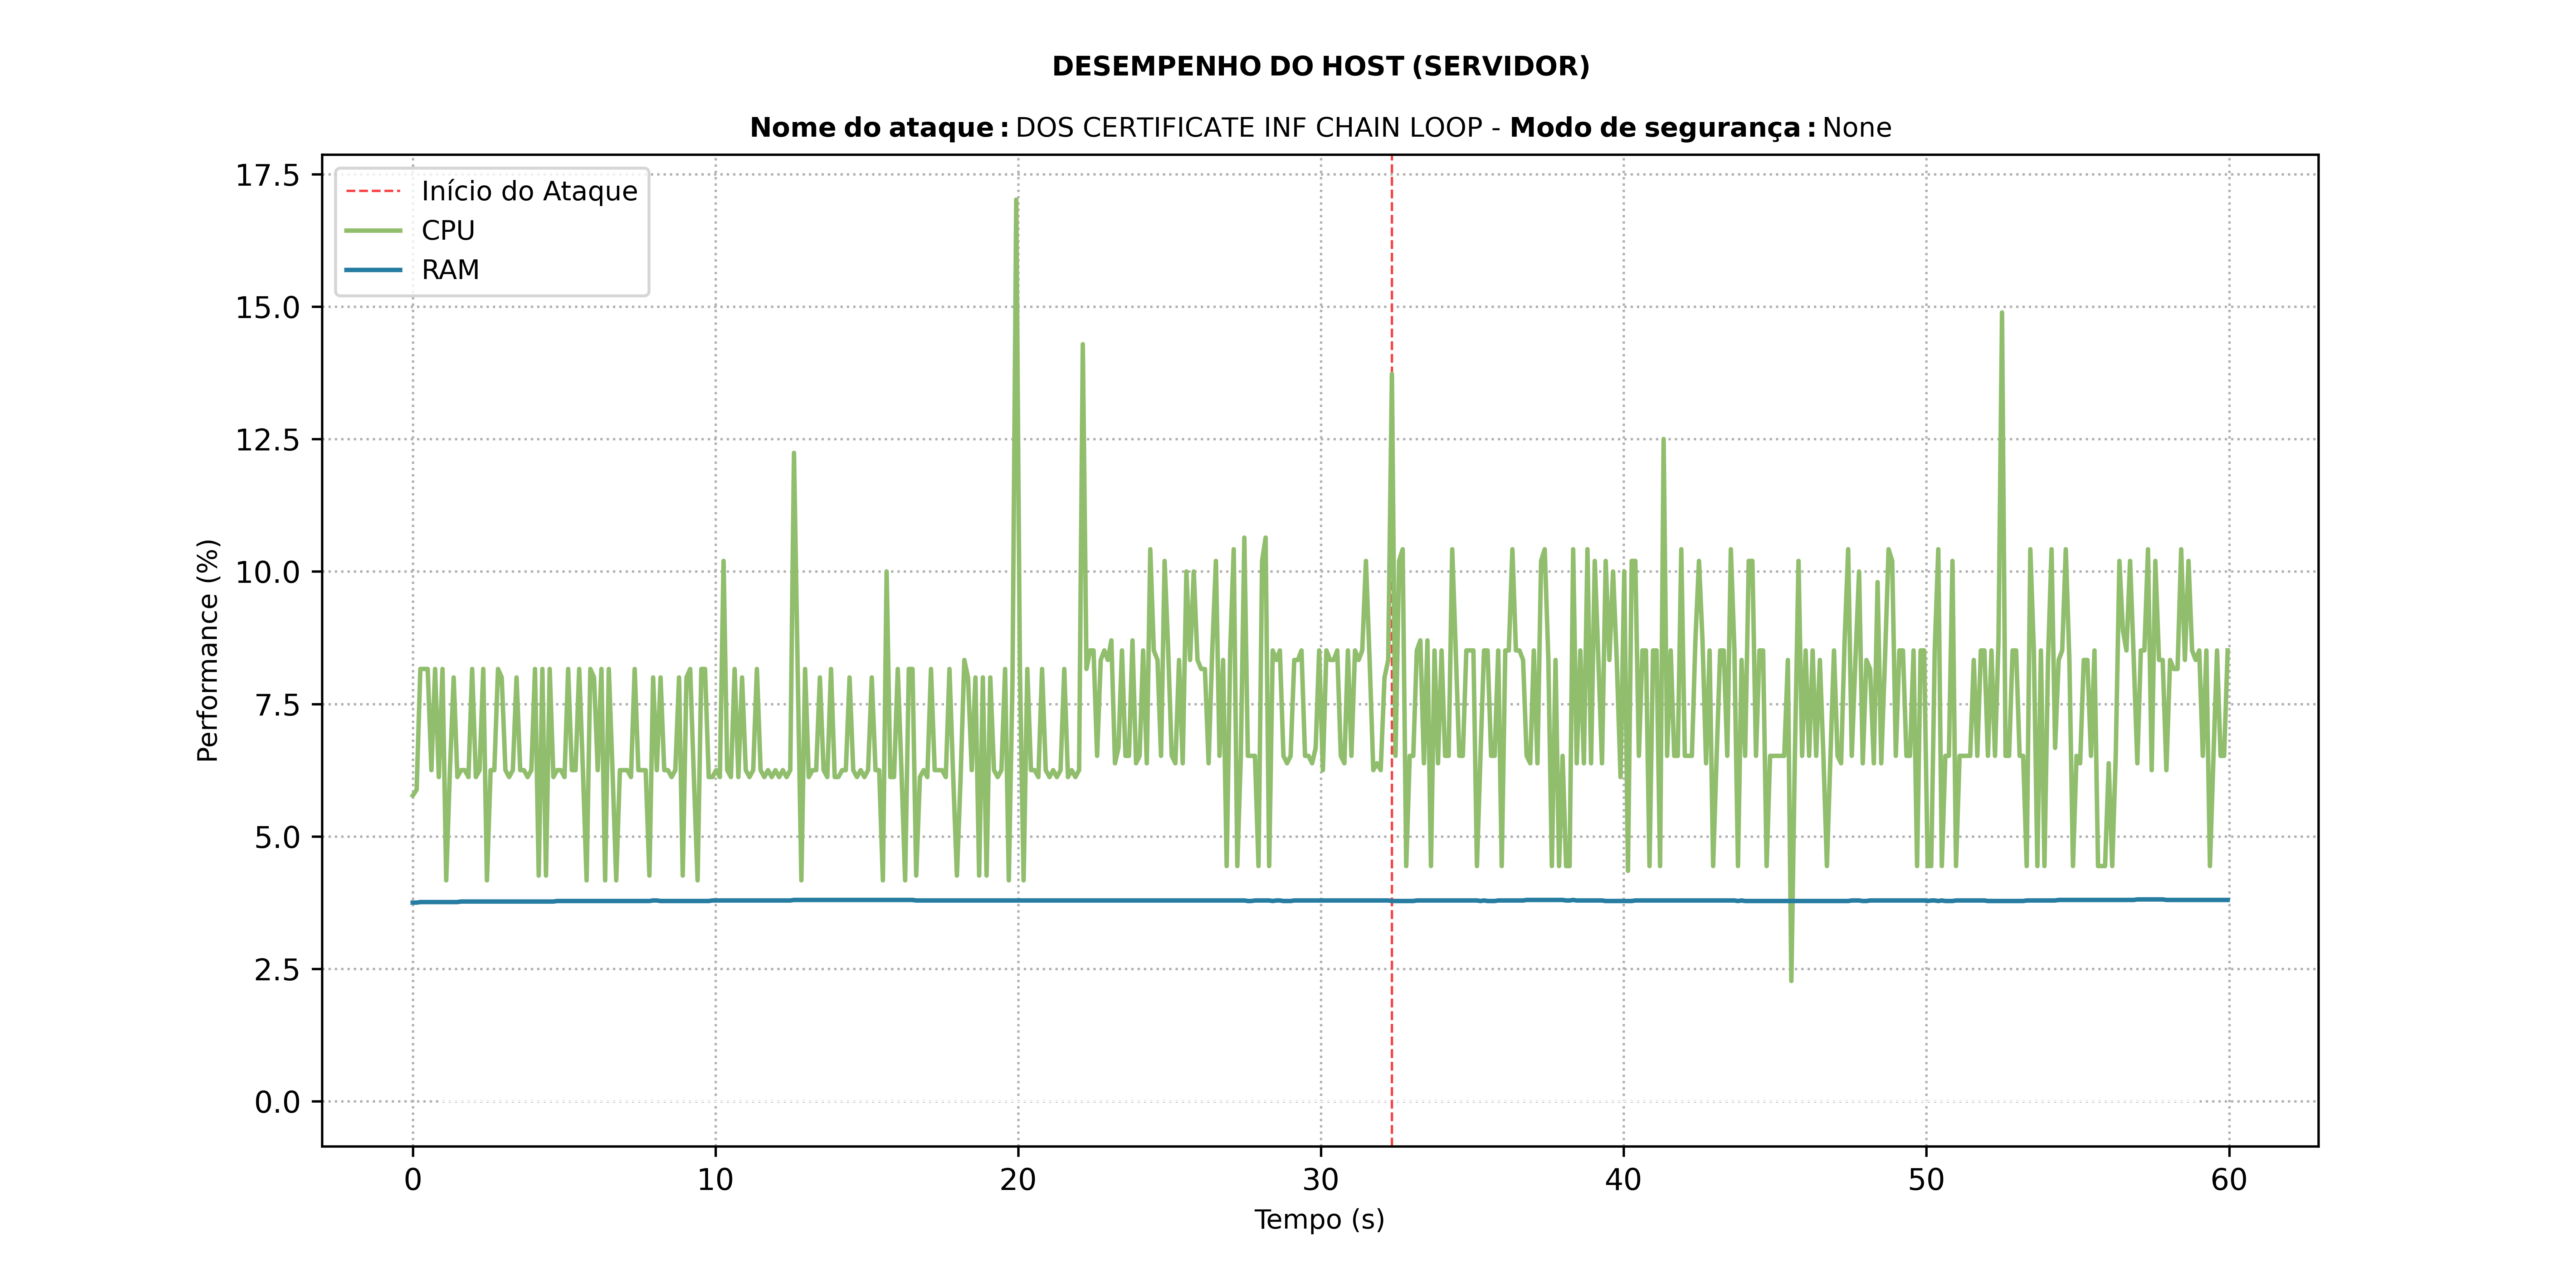 DESEMPENHO DO HOST (SERVIDOR)
Nome do ataque: DOS CERTIFICATE INF CHAIN LOOP - Modo de segurança: None
Início do Ataque
CPU
RAM
17.5
15.0
12.5
10.0
7.5
5.0
2.5
0.0
Performance (%)
0 10 20 30 40 50 60
Tempo (s)